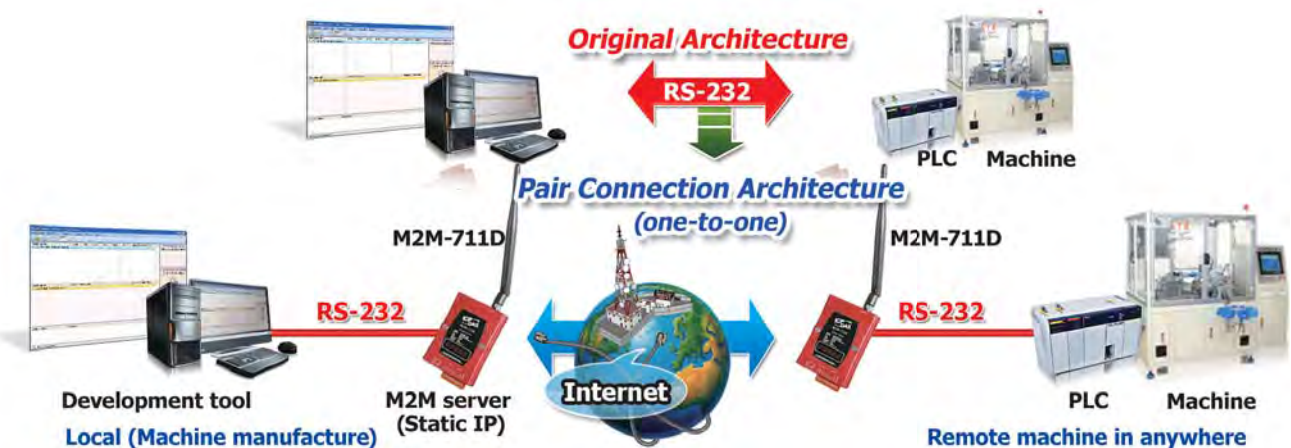 Original Architecture
RS-232
PLC Machine
Pair Connection Architecture
(one-to-one)
M2M-711D
M2M-711D
RS-232
RS-232
Internet
Development tool
M2M server
(Static IP)
PLC Machine
Local (Machine manufacture)
Remote machine in anywhere